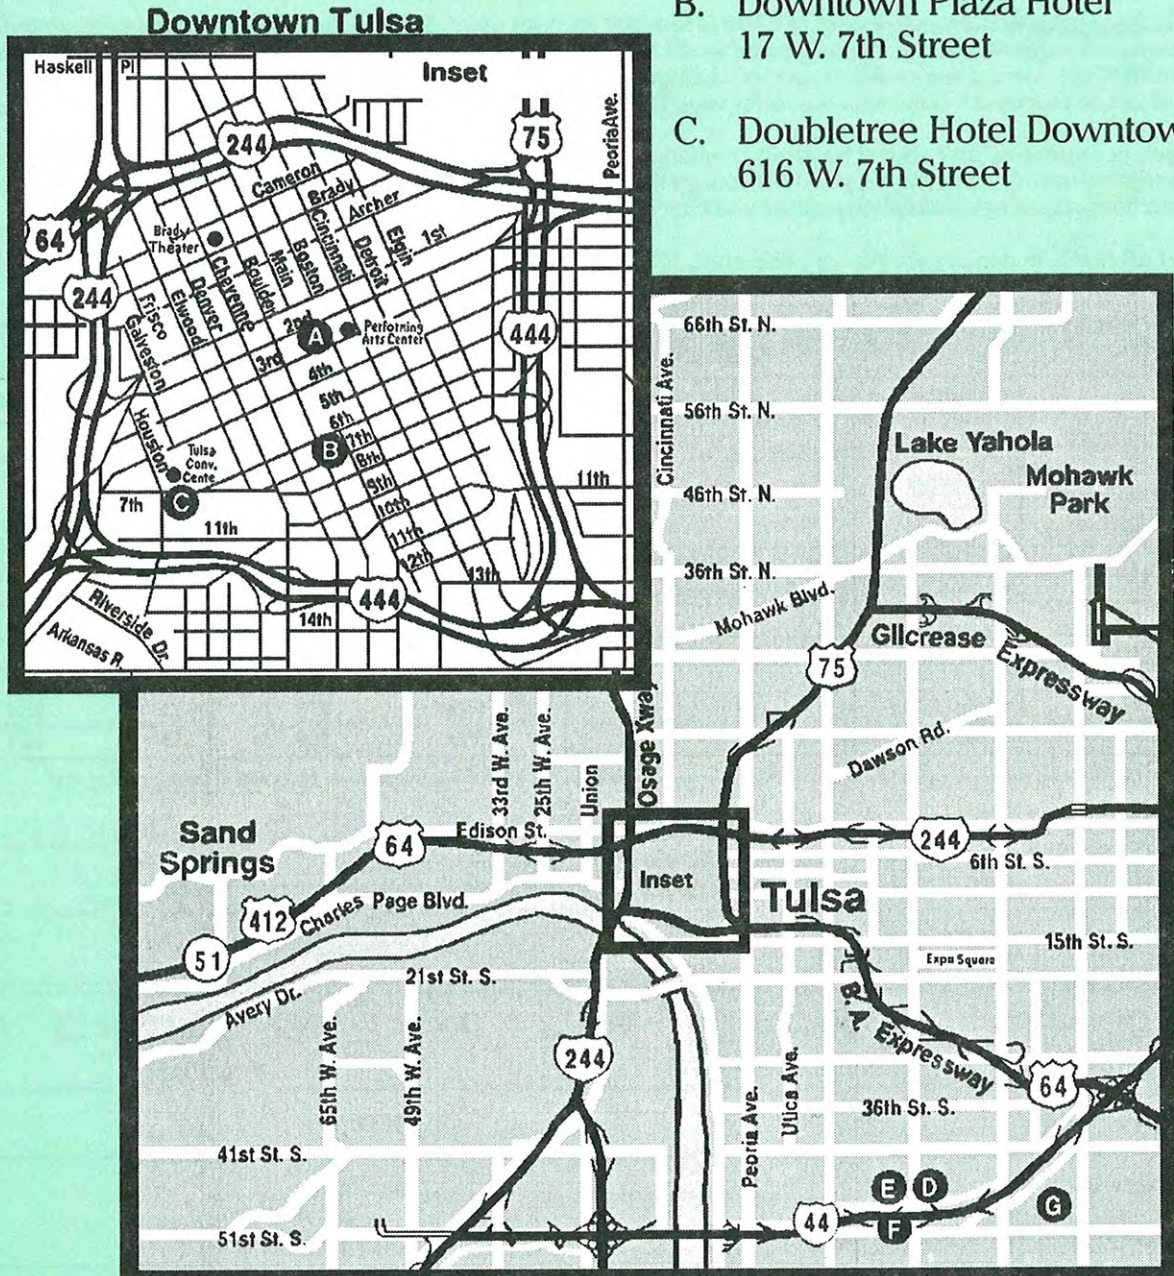 Downtown Tulsa
B. Downtown Plaza Hotel
17 W. 7th Street
C. Doubletree Hotel Downtow
616 W. 7th Street
Haskell Pl
Inset
244
75
Peoria Ave.
Cameron
Brady
Archer
64
Brady
Theater
Cincinnati
Elgin
1st
Detroit
Boston
Main
Boulder
Cheyenne
Denver
Elwood
Frisco
Galveston
244
2nd
A
Performing
Arts Center
444
3rd
4th
5th
6th
7th
B
8th
Houston
Tulsa
Conv.
Cente
9th
C
7th
10th
11th
11th
11th
12th
13th
444
14th
Riverside Dr.
Arkansas R.
66th St. N.
Cincinnati Ave.
56th St. N.
Lake Yahola
Mohawk
Park
46th St. N.
36th St. N.
Mohawk Blvd.
Gilcrease
Expressway
75
Osage Xway
33rd W. Ave.
25th W. Ave.
Union
Dawson Rd.
Sand
Springs
64
Edison St.
244
6th St. S.
Inset
Tulsa
412
Charles Page Blvd.
51
15th St. S.
Expo Square
21st St. S.
Avery Dr.
B.A.
Expressway
244
64
65th W. Ave.
49th W. Ave.
Peoria Ave.
Utica Ave.
36th St. S.
41st St. S.
E
D
G
44
F
51st St. S.